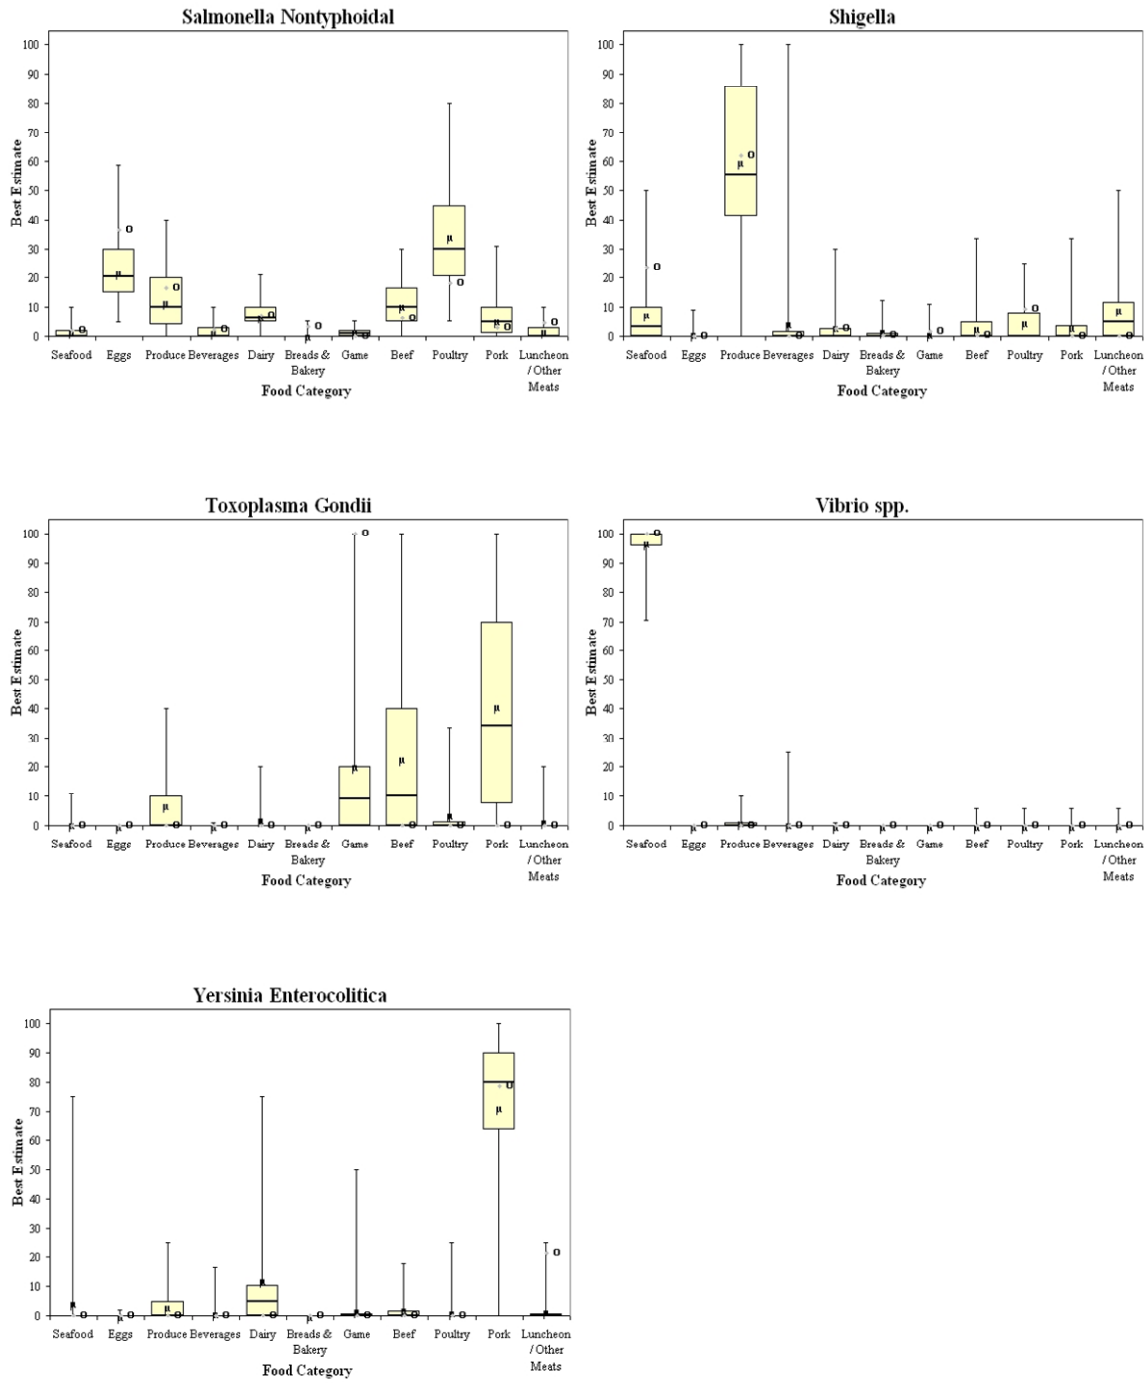 Salmonella Nontyphoidal
100
90
80
70
60
50
40
30
20
10
0
Best Estimate
μ O μ O μ O μ O μ O μ O μ O μ O μ O μ O μ O
Seafood Eggs Produce Beverages Dairy Breads & Game Beef Poultry Pork Luncheon
Bakery / Other
Meats
Food Category
Shigella
100
90
80
70
60
50
40
30
20
10
0
Best Estimate
μ O μ O μ O μ O μ O μ O μ O μ O μ O μ O μ O
Seafood Eggs Produce Beverages Dairy Breads & Game Beef Poultry Pork Luncheon
Bakery / Other
Meats
Food Category
Toxoplasma Gondii
100
90
80
70
60
50
40
30
20
10
0
Best Estimate
μ O μ O μ O μ O μ O μ O μ O μ O μ O μ O μ O
Seafood Eggs Produce Beverages Dairy Breads & Game Beef Poultry Pork Luncheon
Bakery / Other
Meats
Food Category
Vibrio spp.
100
90
80
70
60
50
40
30
20
10
0
Best Estimate
μ O μ O μ O μ O μ O μ O μ O μ O μ O μ O μ O
Seafood Eggs Produce Beverages Dairy Breads & Game Beef Poultry Pork Luncheon
Bakery / Other
Meats
Food Category
Yersinia Enterocolitica
100
90
80
70
60
50
40
30
20
10
0
Best Estimate
μ O μ O μ O μ O μ O μ O μ O μ O μ O μ O μ O
Seafood Eggs Produce Beverages Dairy Breads & Game Beef Poultry Pork Luncheon
Bakery / Other
Meats
Food Category